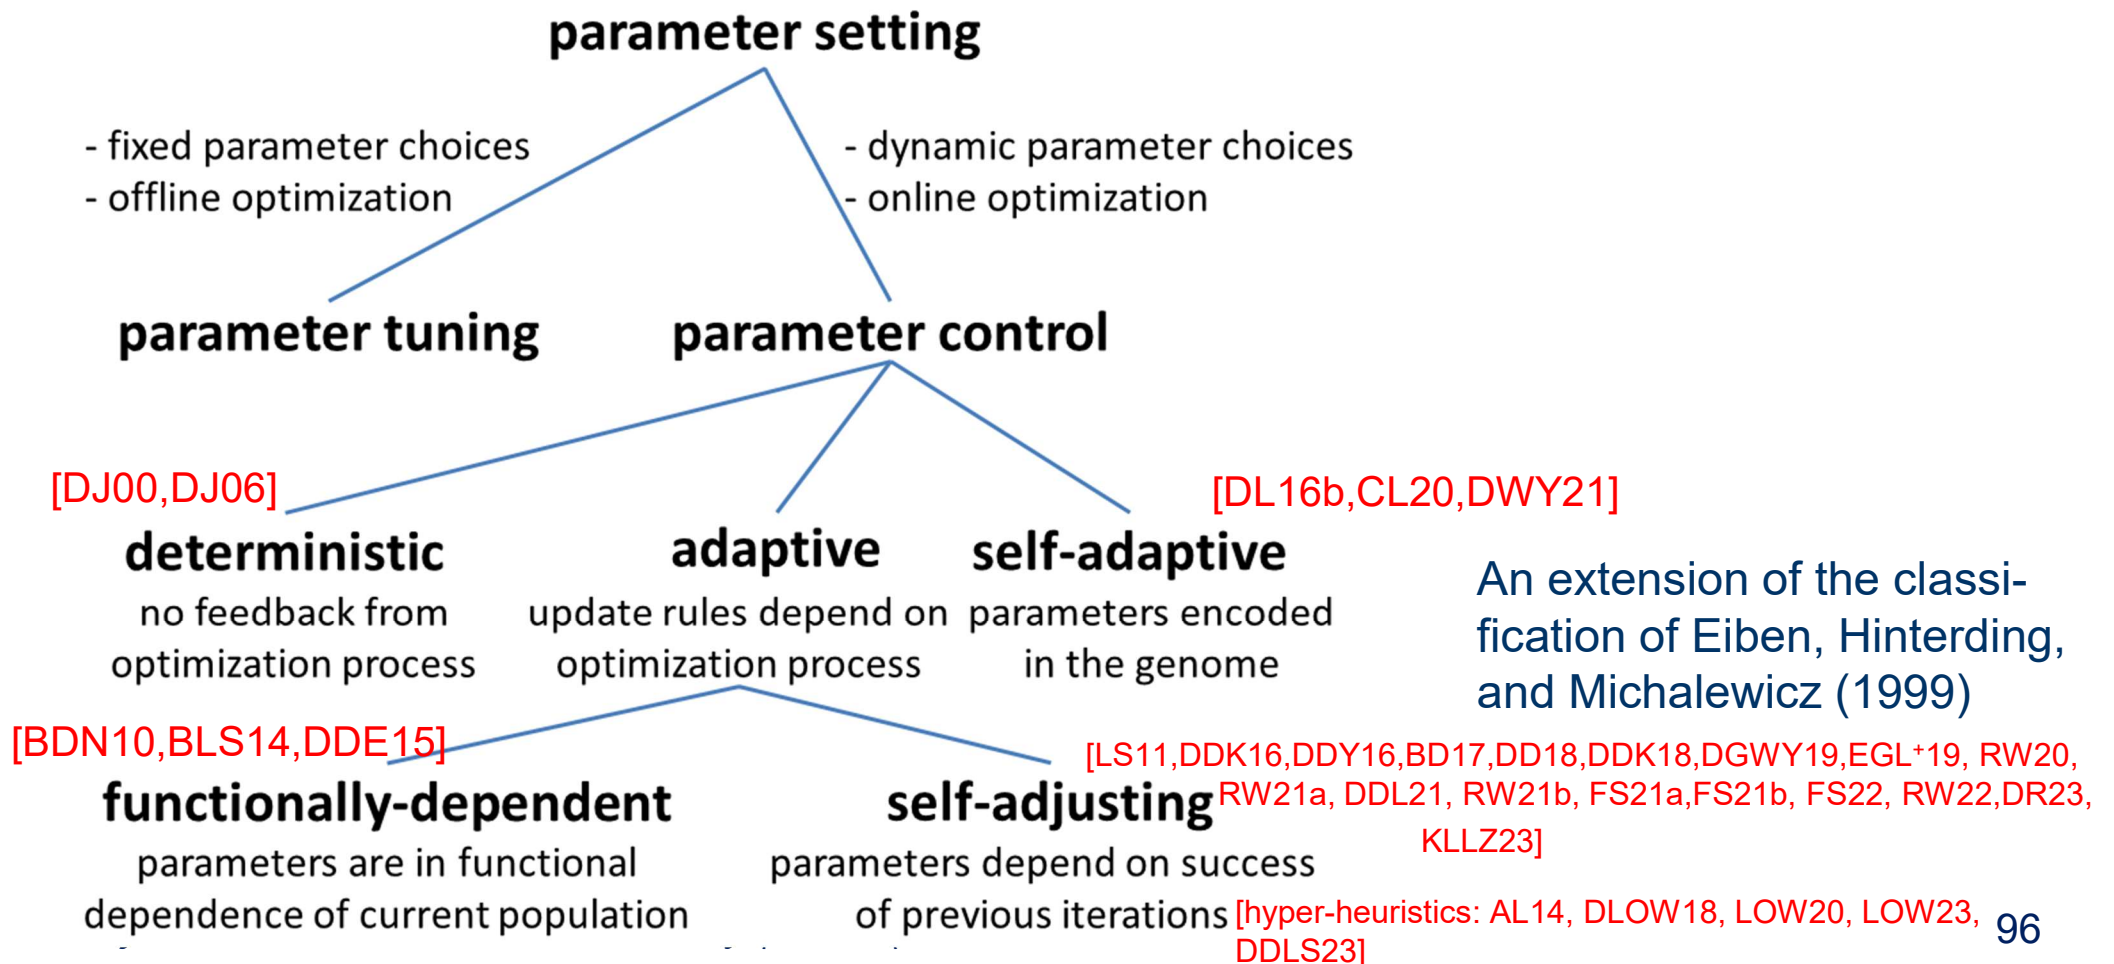 parameter setting
- fixed parameter choices
- offline optimization
- dynamic parameter choices
- online optimization
parameter tuning
parameter control
[DJ00,DJ06]
deterministic
no feedback from
optimization process
adaptive
update rules depend on
optimization process
[DL16b,CL20,DWY21]
self-adaptive
parameters encoded
in the genome
An extension of the classi-
fication of Eiben, Hinterding,
and Michalewicz (1999)
[BDN10,BLS14,DDE15]
functionally-dependent
parameters are in functional
dependence of current population
self-adjusting
parameters depend on success
of previous iterations
[LS11,DDK16,DDY16,BD17,DD18,DDK18,DGWY19,EGL⁺19, RW20,
RW21a, DDL21, RW21b, FS21a,FS21b, FS22, RW22,DR23,
KLLZ23]
[hyper-heuristics: AL14, DLOW18, LOW20, LOW23,
DDLS23]
96